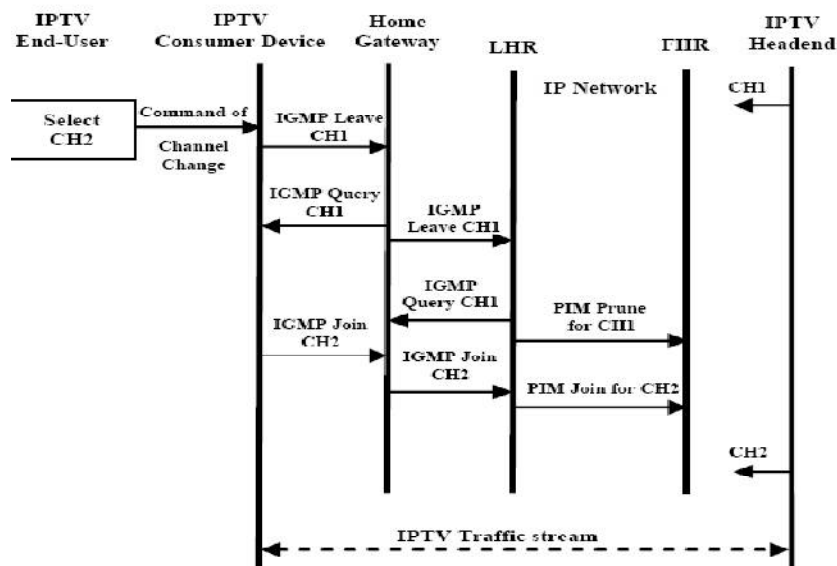 IPTV
End-User
IPTV
Consumer Device
Home
Gateway
LHR
FHR
IPTV
Headend
IP Network
CH1
Select
CH2
Command of
Channel
Change
IGMP Leave
CH1
IGMP Query
CH1
IGMP
Leave CH1
IGMP
Query CH1
PIM Prune
for CH1
IGMP Join
CH2
IGMP Join
CH2
PIM Join for CH2
CH2
IPTV Traffic stream